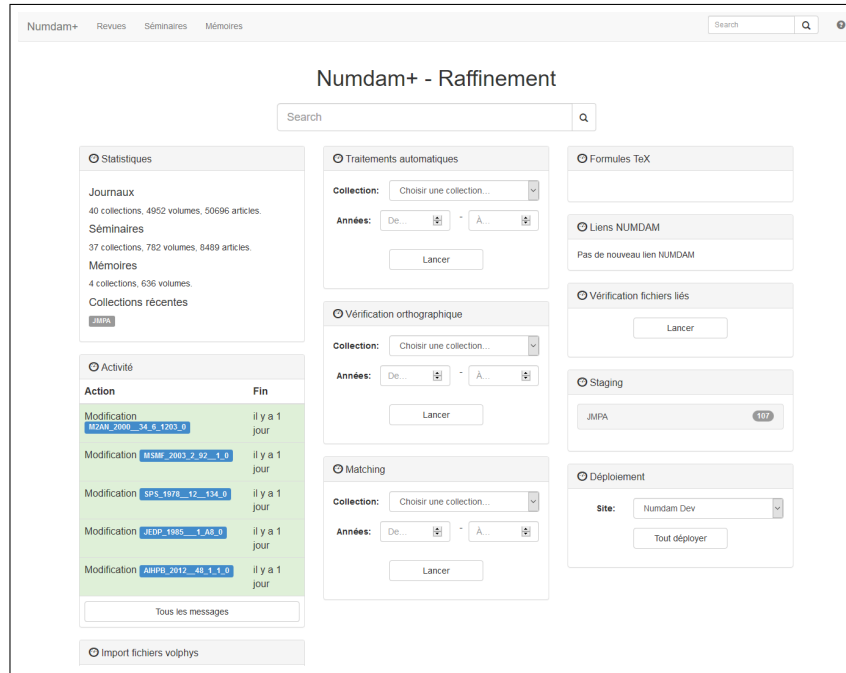 Numdam+ Revues Séminaires Mémoires Search
Numdam+ - Raffinement
Search
Statistiques
Journaux
40 collections, 4952 volumes, 50696 articles.
Séminaires
37 collections, 782 volumes, 8489 articles.
Mémoires
4 collections, 636 volumes.
Collections récentes
JMPA
Activité
Action Fin
Modification il y a 1
M2AN_2000__34_6_1203_0 jour
Modification MSMF_2003_2_92__1_0 il y a 1
jour
Modification SPS_1978__12__134_0 il y a 1
jour
Modification JEDP_1985___1_A8_0 il y a 1
jour
Modification AIHPB_2012__48_1_1_0 il y a 1
jour
Tous les messages
Import fichiers volphys
Traitements automatiques
Collection: Choisir une collection...
Années: De... - À...
Lancer
Vérification orthographique
Collection: Choisir une collection...
Années: De... - À...
Lancer
Matching
Collection: Choisir une collection...
Années: De... - À...
Lancer
Formules TeX
Liens NUMDAM
Pas de nouveau lien NUMDAM
Vérification fichiers liés
Lancer
Staging
JMPA 107
Déploiement
Site: Numdam Dev
Tout déployer